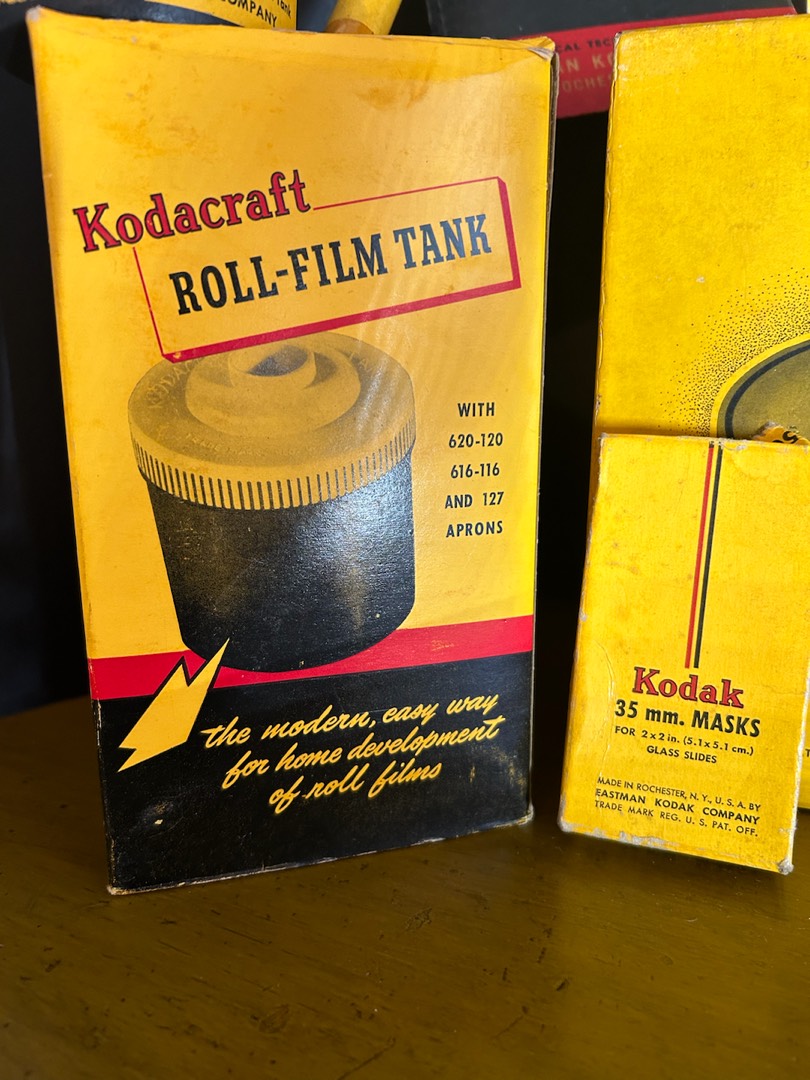 Tank
COMPANY
Kodacraft
ROLL-FILM TANK
WITH
620-120
616-116
AND 127
APRONS
the modern, easy way
for home development
of roll films
Kodak
35 mm. MASKS
FOR 2x2 in. (5.1x5.1 cm.)
GLASS SLIDES
MADE IN ROCHESTER, N. Y., U. S. A. BY
EASTMAN KODAK COMPANY
TRADE MARK REG. U. S. PAT. OFF.